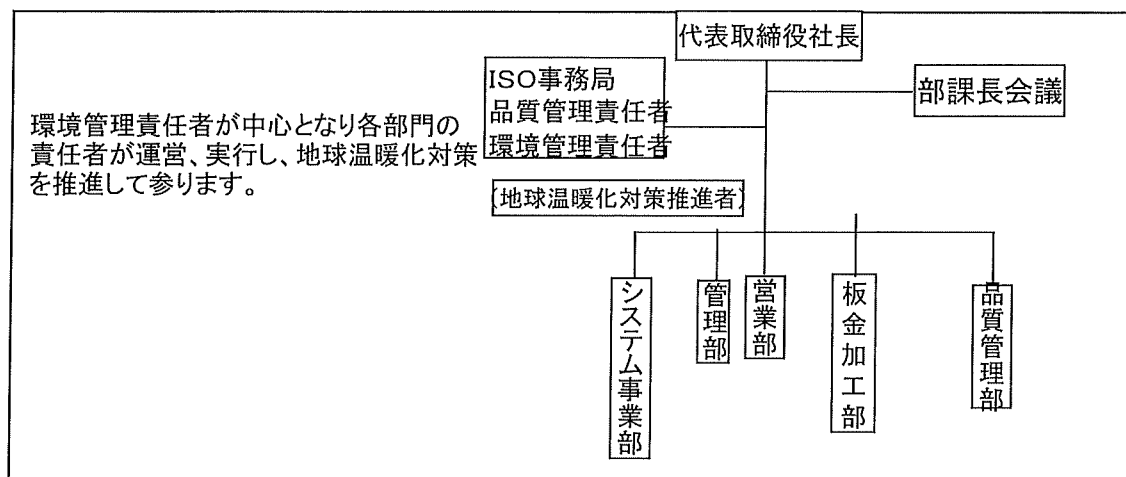 代表取締役社長
ISO事務局
品質管理責任者
環境管理責任者
部課長会議
環境管理責任者が中心となり各部門の
責任者が運営、実行し、地球温暖化対策
を推進して参ります。
(地球温暖化対策推進者)
システム事業部
管理部
営業部
板金加工部
品質管理部